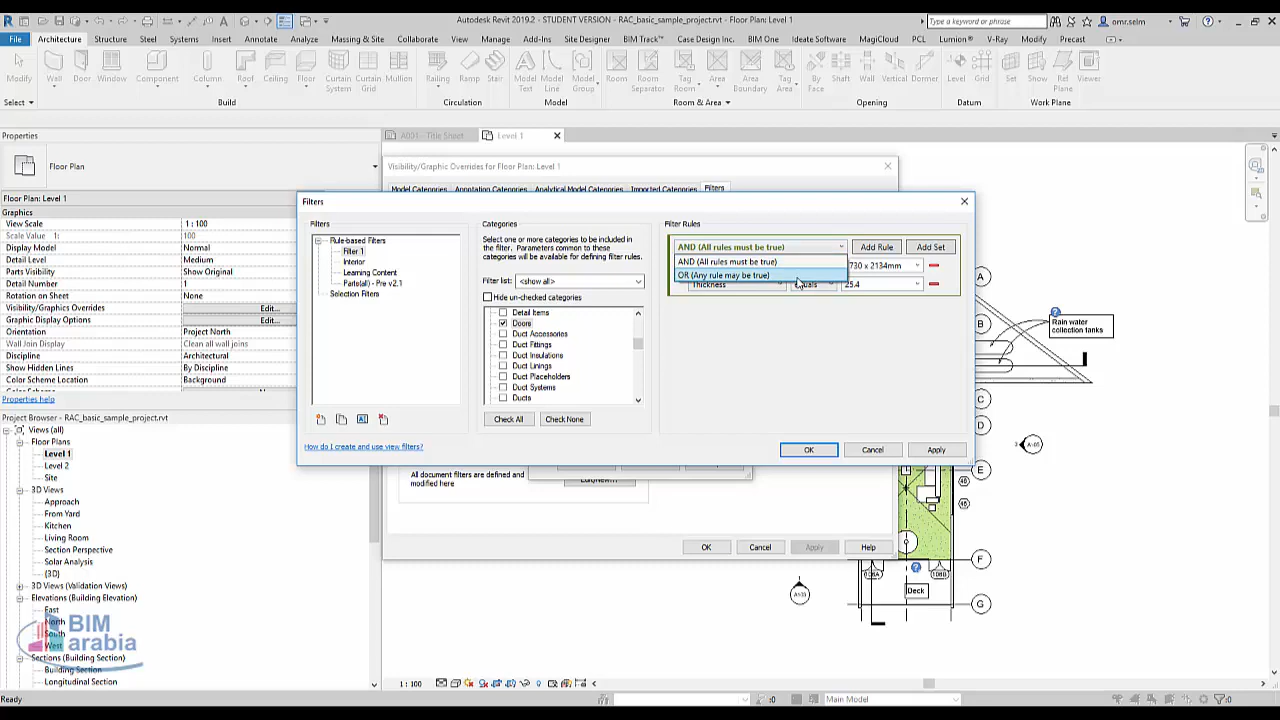 Autodesk Revit 2019.2 - STUDENT VERSION - RAC_basic_sample_project.rvt - Floor Plan: Level 1
Type a keyword or phrase
omr.selm
File Architecture Structure Steel Systems Insert Annotate Analyze Massing & Site Collaborate View Manage Add-Ins Site Designer BIM Track™ Case Design BIM One Ideate Software MagiCloud PCL Lumion® V-Ray Modify Precast
Modify Wall Door Window Component Column Roof Ceiling Floor Curtain System Curtain Grid Mullion Railing Ramp Stair Model Text Model Line Model Group Room Room Separator Tag Room Area Area Boundary Tag Area By Face Shaft Wall Vertical Dormer Level Grid Set Show Ref Plane Viewer
Select Build Circulation Model Room & Area Opening Datum Work Plane
Properties
A001 - Title Sheet
Level 1
Floor Plan
Floor Plan: Level 1
Graphics
View Scale 1 : 100
Scale Value 1: 100
Display Model Normal
Detail Level Medium
Parts Visibility Show Original
Detail Number 1
Rotation on Sheet None
Visibility/Graphics Overrides Edit...
Graphic Display Options Edit...
Orientation Project North
Wall Join Display Clean all wall joins
Discipline Architectural
Show Hidden Lines By Discipline
Color Scheme Location Background
Color Scheme
Properties help
Project Browser - RAC_basic_sample_project.rvt
Views (all)
Floor Plans
Level 1
Level 2
Site
3D Views
Approach
From Yard
Kitchen
Living Room
Section Perspective
Solar Analysis
{3D}
3D Views (Validation Views)
Elevations (Building Elevation)
East
North
South
West
Sections (Building Section)
Building Section
Longitudinal Section
BIM
arabia
Visibility/Graphic Overrides for Floor Plan: Level 1
Model Categories Annotation Categories Analytical Model Categories Imported Categories Filters
Filters
Filters
Rule-based Filters
Filter 1
Interior
Learning Content
Parts(all) - Pre v2.1
Selection Filters
How do I create and use view filters?
Categories
Select one or more categories to be included in the filter. Parameters common to these categories will be available for defining filter rules.
Filter list: <show all>
Hide un-checked categories
Detail Items
Doors
Duct Accessories
Duct Fittings
Duct Insulations
Duct Linings
Duct Placeholders
Duct Systems
Ducts
Check All Check None
Filter Rules
AND (All rules must be true) Add Rule Add Set
AND (All rules must be true)
730 x 2134mm
OR (Any rule may be true)
Thickness equals 25.4
OK Cancel Apply
All document filters are defined and modified here
Edit/New...
OK Cancel Apply Help
A
B
Rain water collection tanks
C
D
E
F
G
Deck
108A
108B
1 : 100
Ready
:0
Main Model
:0